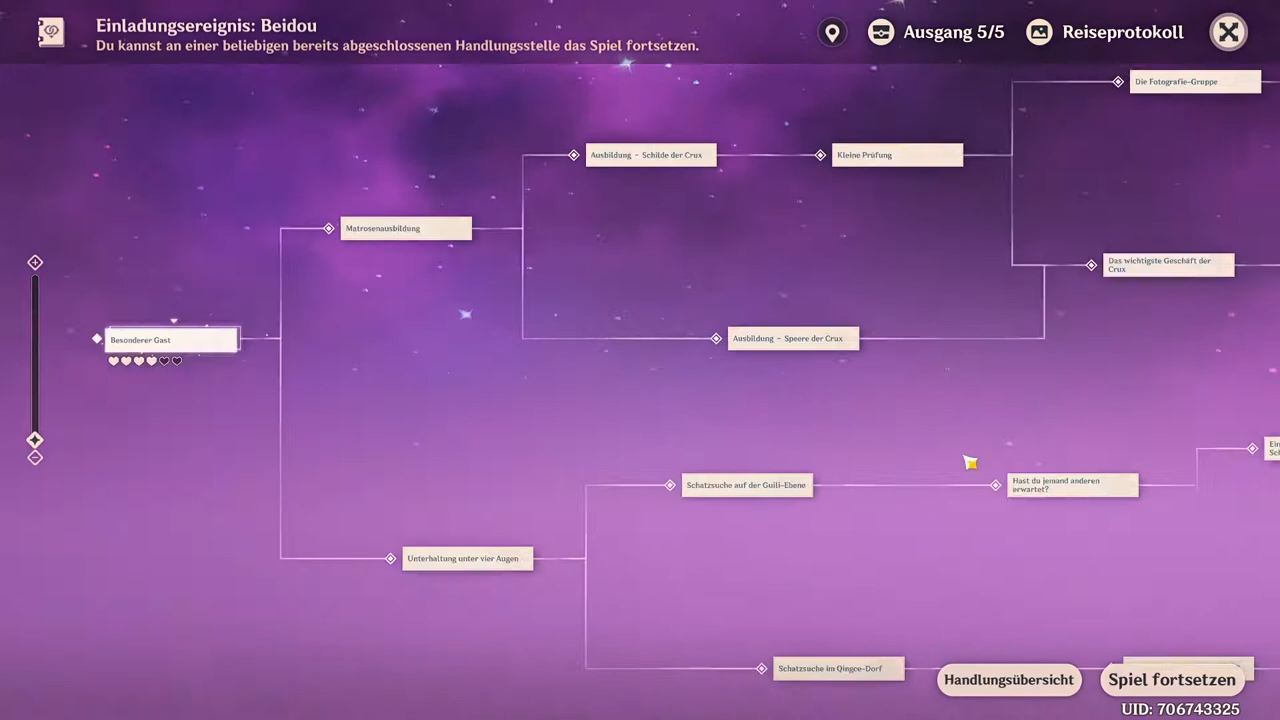 Einladungsereignis: Beidou
Du kannst an einer beliebigen bereits abgeschlossenen Handlungsstelle das Spiel fortsetzen.
Ausgang 5/5
Reiseprotokoll
Die Fotografie-Gruppe
Ausbildung – Schilde der Crux
Kleine Prüfung
Matrosenausbildung
Das wichtigste Geschäft der
Crux
Besonderer Gast
Ausbildung – Speere der Crux
Schatzsuche auf der Guili-Ebene
Hast du jemand anderen
erwartet?
Unterhaltung unter vier Augen
Schatzsuche im Qingce-Dorf
Handlungsübersicht
Spiel fortsetzen
UID: 706743325